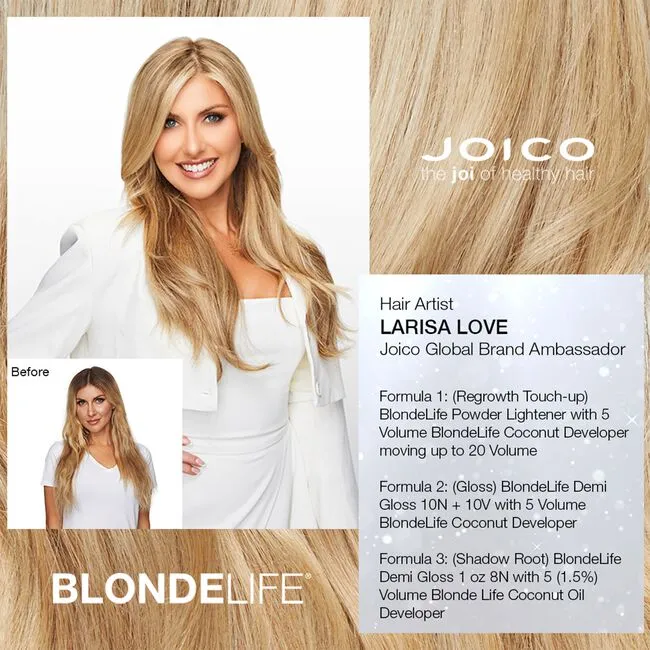 JOICO
the joi of healthy hair
Hair Artist
LARISA LOVE
Joico Global Brand Ambassador
Formula 1: (Regrowth Touch-up)
BlondeLife Powder Lightener with 5
Volume BlondeLife Coconut Developer
moving up to 20 Volume
Formula 2: (Gloss) BlondeLife Demi
Gloss 10N + 10V with 5 Volume
BlondeLife Coconut Developer
Formula 3: (Shadow Root) BlondeLife
Demi Gloss 1 oz 8N with 5 (1.5%)
Volume Blonde Life Coconut Oil
Developer
Before
BLONDELIFE®